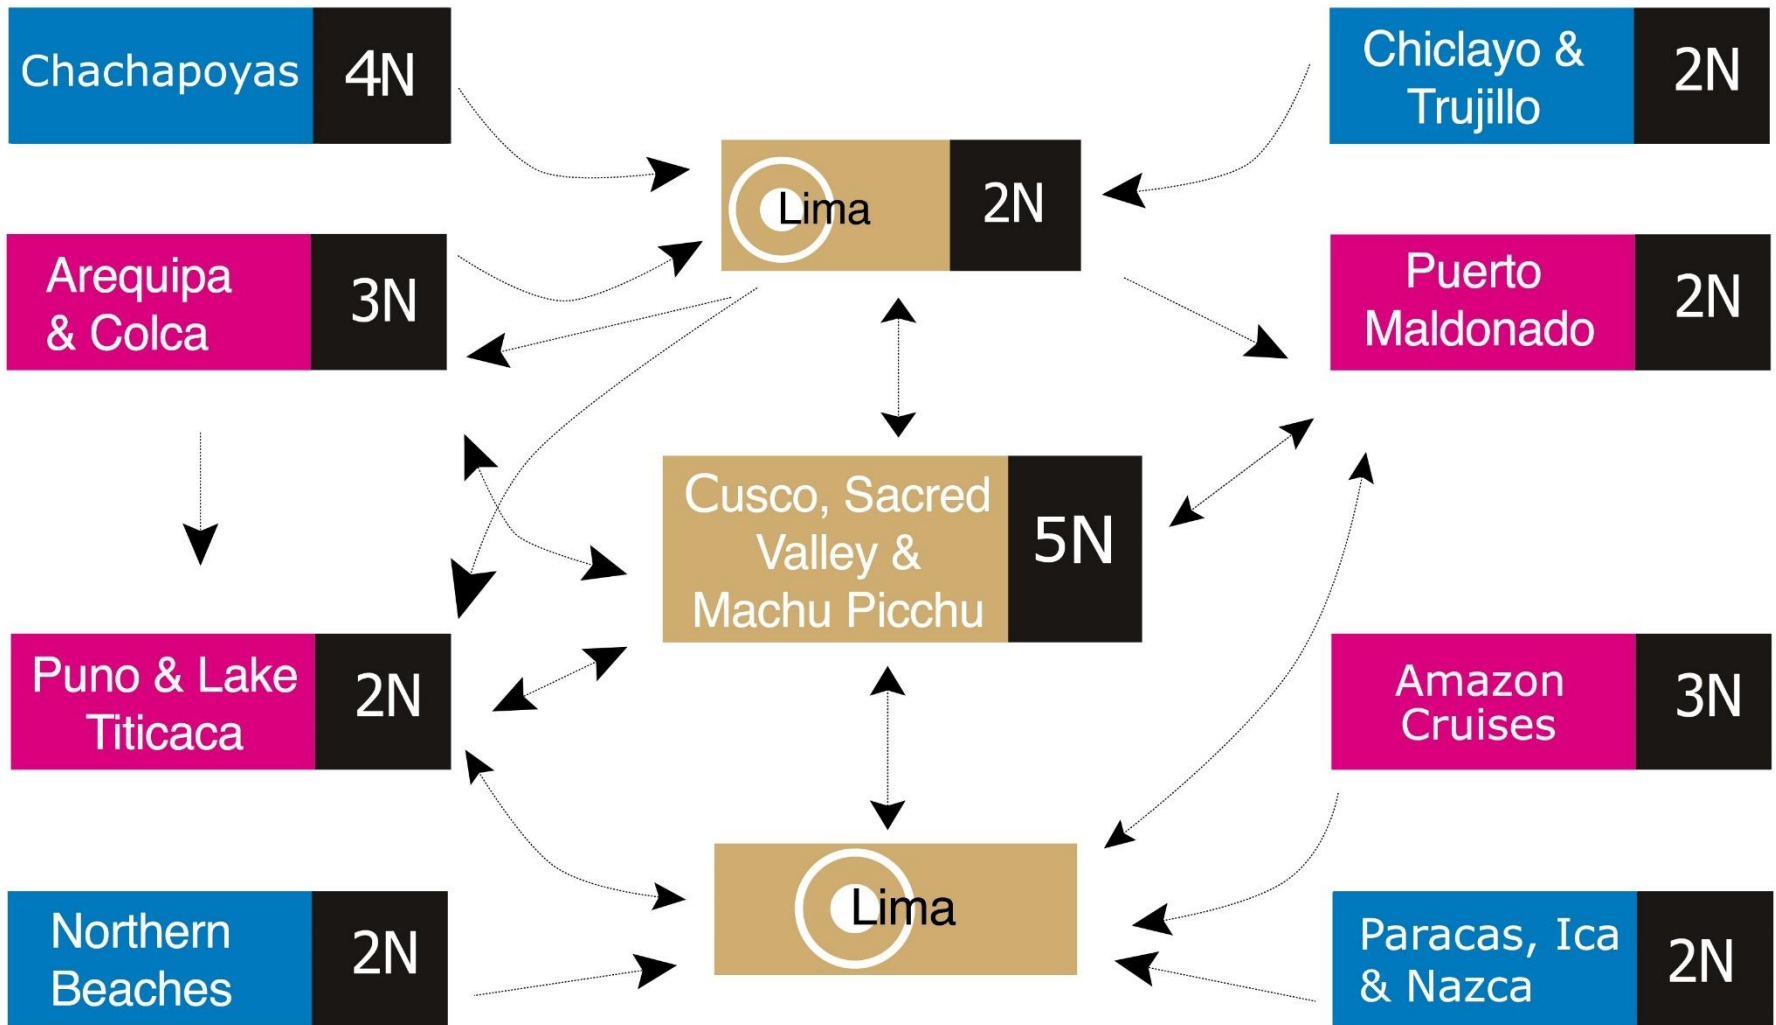 Chachapoyas 4N
Chiclayo &
Trujillo
2N
Lima 2N
Arequipa
& Colca
3N
Puerto
Maldonado
2N
Cusco, Sacred
Valley &
Machu Picchu
5N
Puno & Lake
Titicaca
2N
Amazon
Cruises
3N
Lima
Northern
Beaches
2N
Paracas, Ica
& Nazca
2N